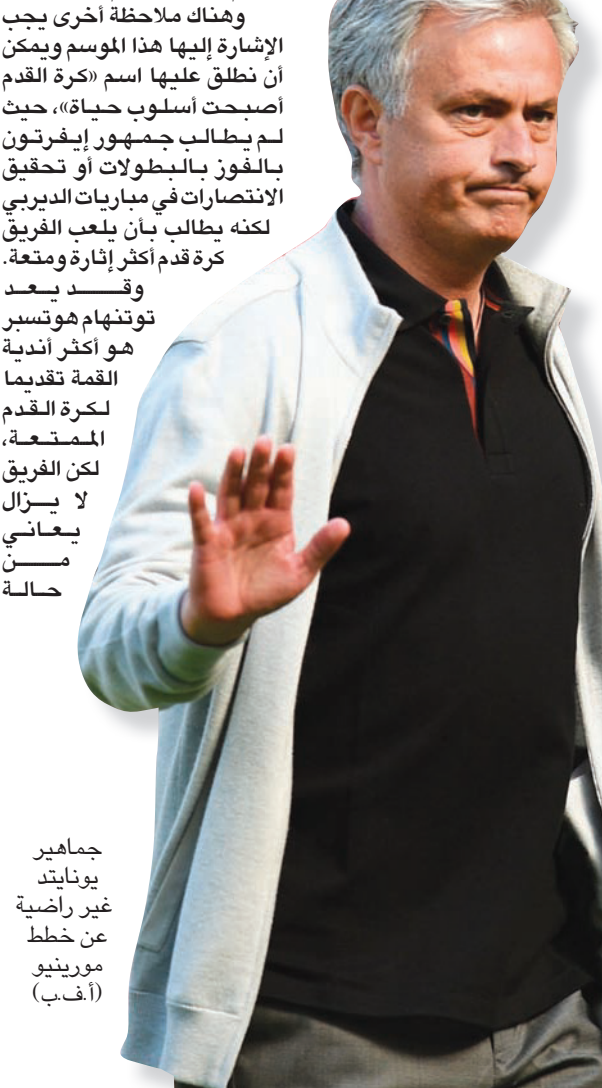 وهناك ملاحظة أخرى يجب
الإشارة إليها هذا الموسم ويمكن
أن نطلق عليها اسم «كرة القدم
أصبحت أسلوب حياة»، حيث
لم يطالب جمهور إيفرتون
بالفوز بالبطولات أو تحقيق
الانتصارات في مباريات الديربي
لكنه يطالب بأن يلعب الفريق
كرة قدم أكثر إثارة ومتعة.
وقد يعد
توتنهام هوتسبر
هو أكثر أندية
القمة تقديما
لكرة القدم
الممتعة،
لكن الفريق
لا يزال
يعاني
من
حالة
جماهير
يونايتد
غير راضية
عن خطط
مورينيو
(أ.ف.ب)